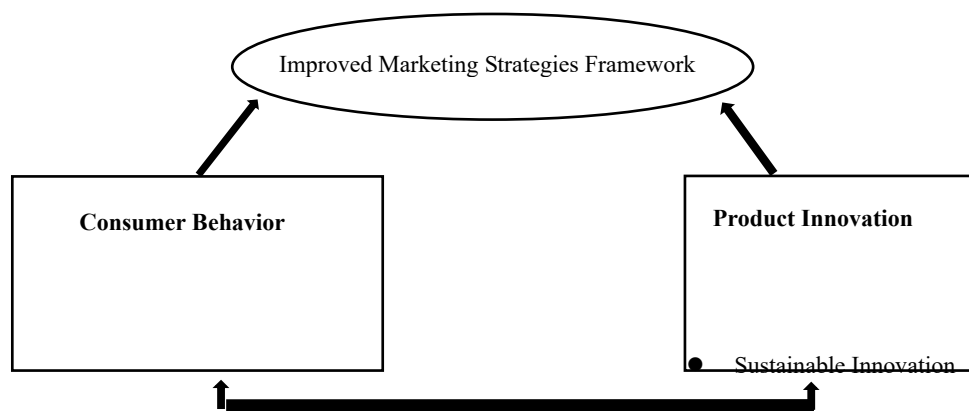 Improved Marketing Strategies Framework
Consumer Behavior
Product Innovation
● Sustainable Innovation